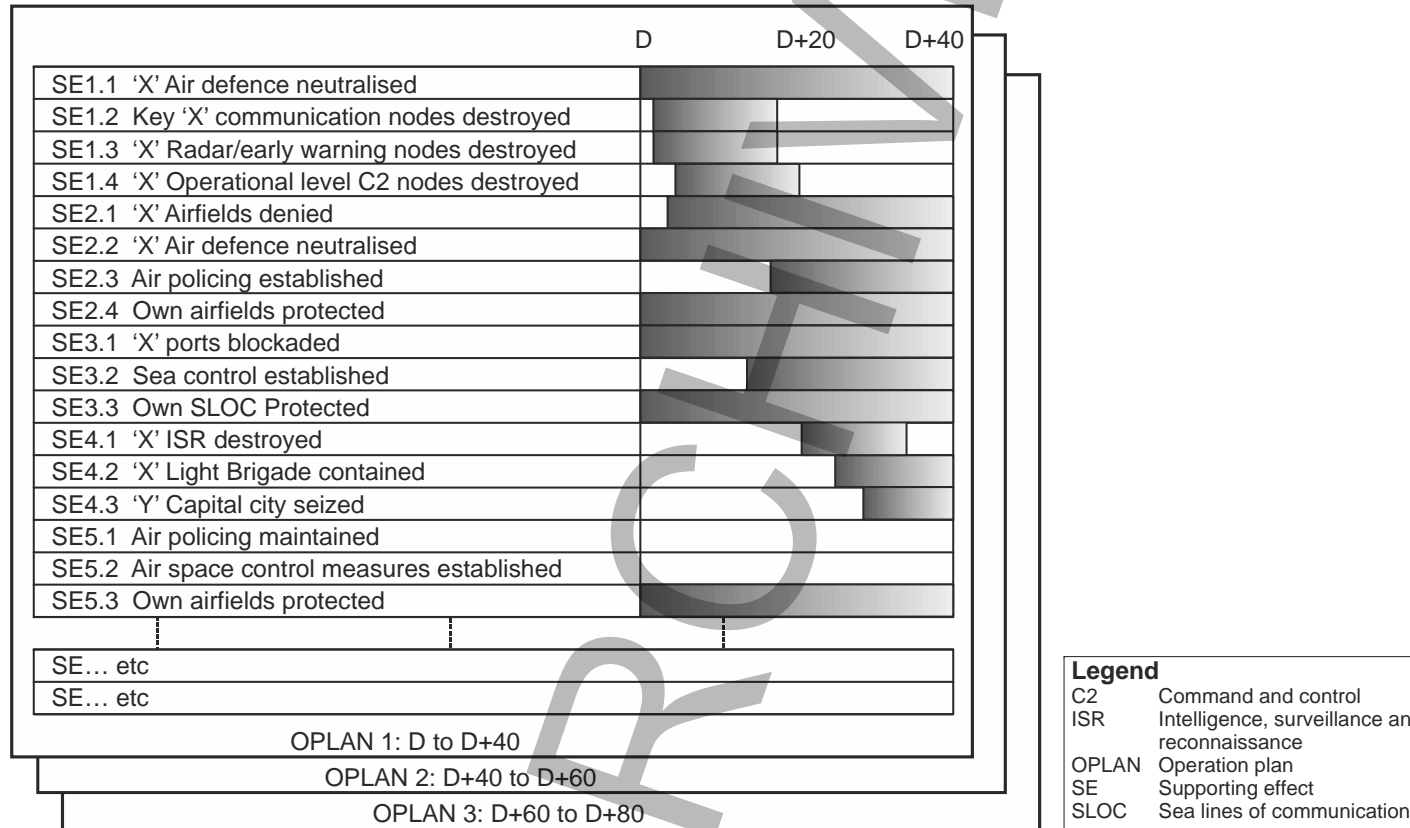 D D+20 D+40
SE1.1 ‘X’ Air defence neutralised
SE1.2 Key ‘X’ communication nodes destroyed
SE1.3 ‘X’ Radar/early warning nodes destroyed
SE1.4 ‘X’ Operational level C2 nodes destroyed
SE2.1 ‘X’ Airfields denied
SE2.2 ‘X’ Air defence neutralised
SE2.3 Air policing established
SE2.4 Own airfields protected
SE3.1 ‘X’ ports blockaded
SE3.2 Sea control established
SE3.3 Own SLOC Protected
SE4.1 ‘X’ ISR destroyed
SE4.2 ‘X’ Light Brigade contained
SE4.3 ‘Y’ Capital city seized
SE5.1 Air policing maintained
SE5.2 Air space control measures established
SE5.3 Own airfields protected
SE… etc
SE… etc
OPLAN 1: D to D+40
OPLAN 2: D+40 to D+60
OPLAN 3: D+60 to D+80
Legend
C2 Command and control
ISR Intelligence, surveillance an
reconnaissance
OPLAN Operation plan
SE Supporting effect
SLOC Sea lines of communication
RCHIV